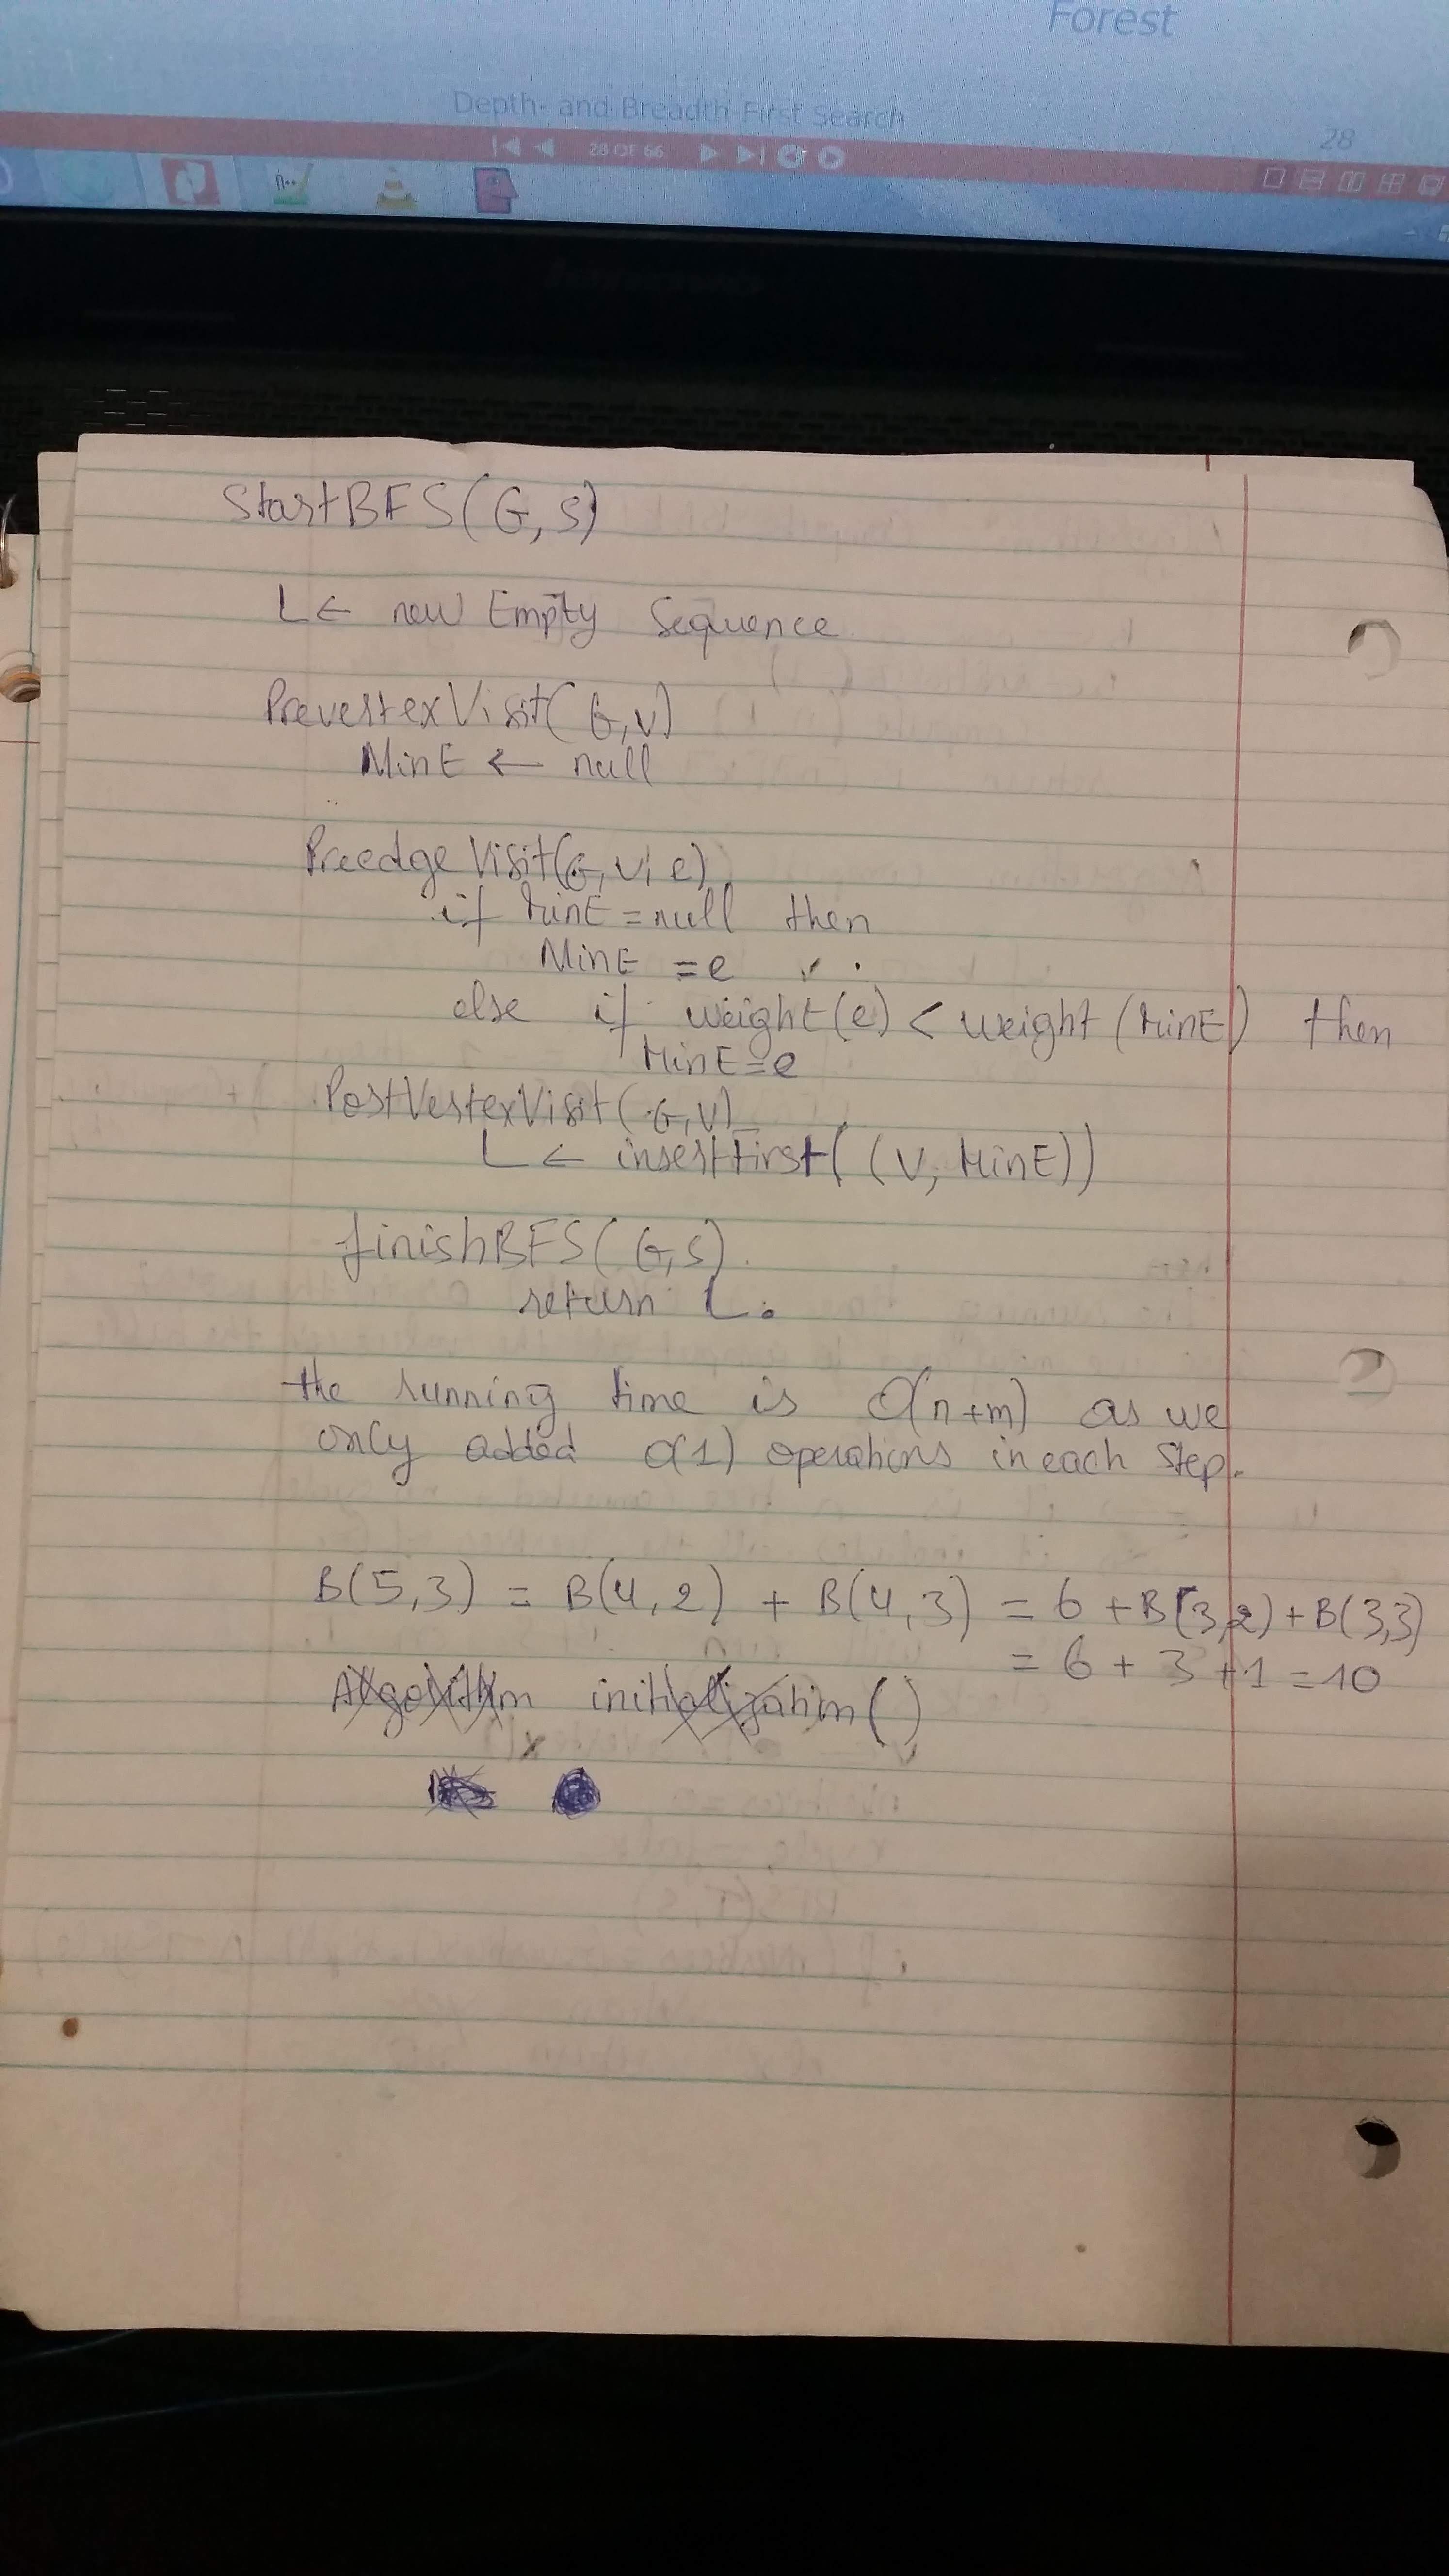 Forest
Depth- and Breadth-First Search
28
28 OF 66
StartBFS(G,S)
L ← new Empty Sequence
PrevertexVisit(G,v)
MinE ← null
PreedgeVisit(G,v,e)
if MinE = null then
MinE = e
else if weight(e) < weight(MinE) then
MinE = e
PostVertexVisit(G,v)
L ← insertFirst((v, MinE))
finishBFS(G,S)
return L.
the running time is O(n+m) as we
only added O(1) operations in each step.
B(5,3) = B(4,2) + B(4,3) = 6 + B(3,2) + B(3,3)
= 6 + 3 + 1 = 10
Algorithm initialization()